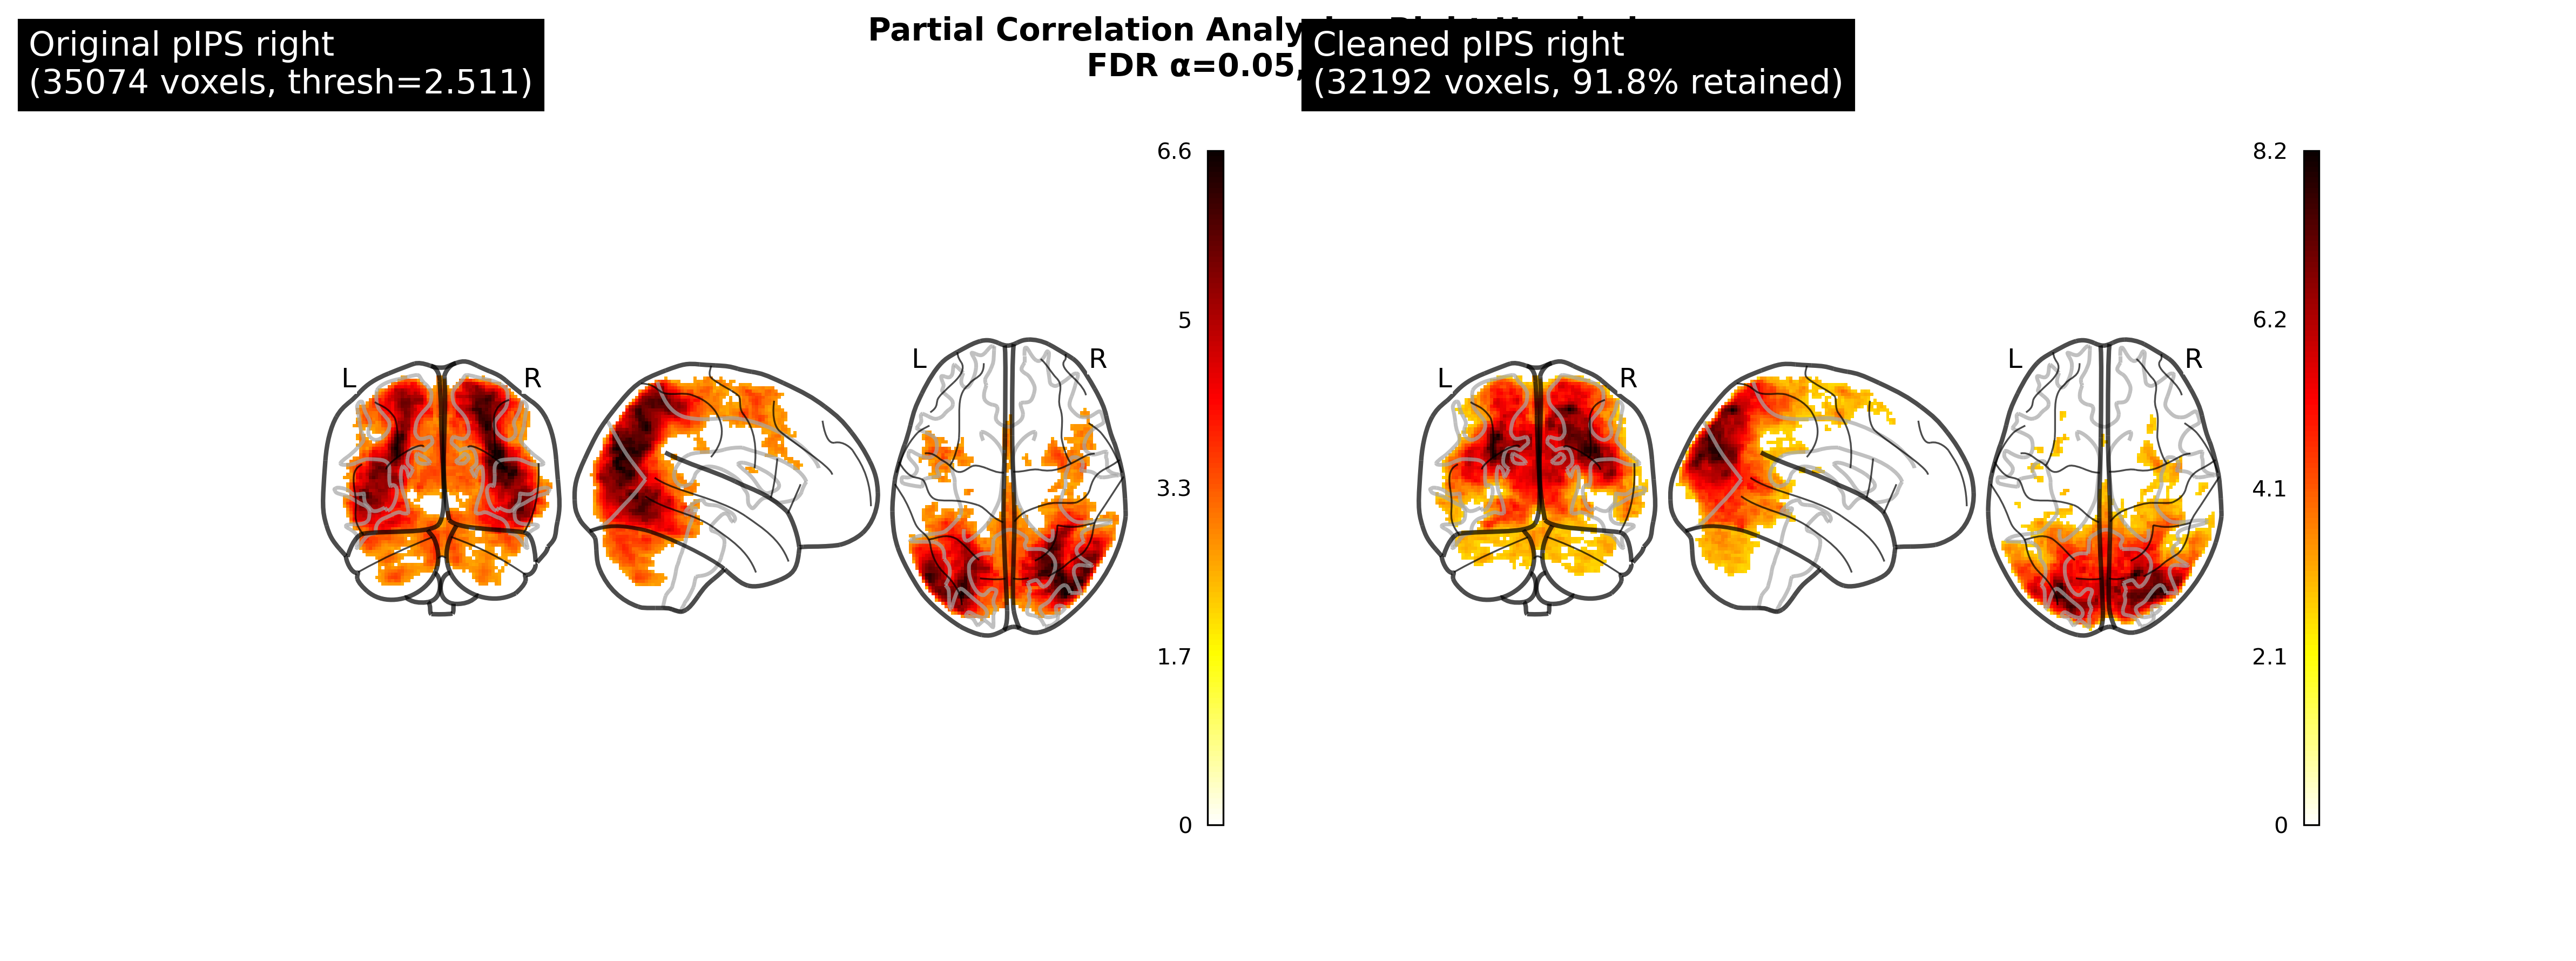 Partial Correlation Analy
FDR α=0.05,
Original pIPS right
(35074 voxels, thresh=2.511)
Cleaned pIPS right
(32192 voxels, 91.8% retained)
6.6
5
3.3
1.7
0
L
R
L
R
8.2
6.2
4.1
2.1
0
L
R
L
R